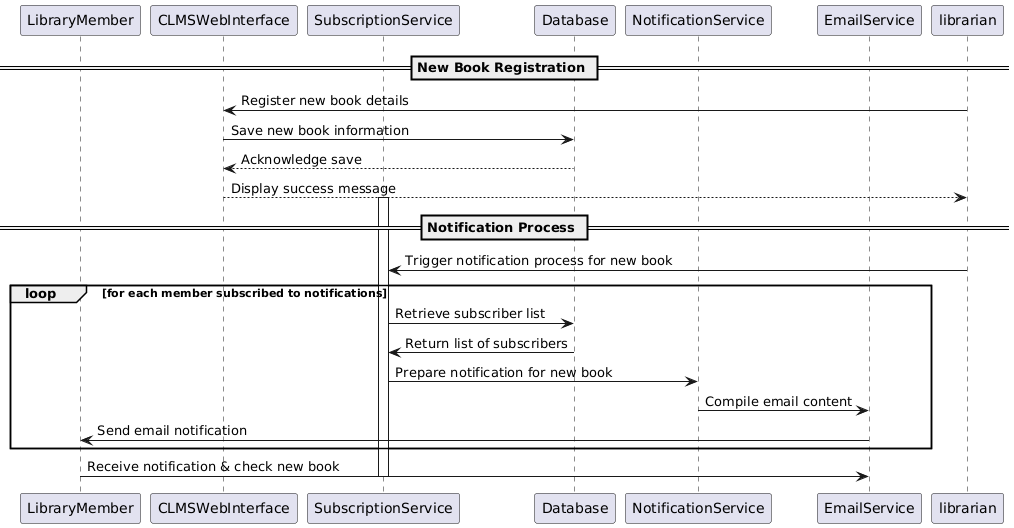 LibraryMember CLMSWebInterface SubscriptionService Database NotificationService EmailService librarian
New Book Registration
Register new book details
Save new book information
Acknowledge save
Display success message
Notification Process
Trigger notification process for new book
loop [for each member subscribed to notifications]
Retrieve subscriber list
Return list of subscribers
Prepare notification for new book
Compile email content
Send email notification
Receive notification & check new book
LibraryMember CLMSWebInterface SubscriptionService Database NotificationService EmailService librarian